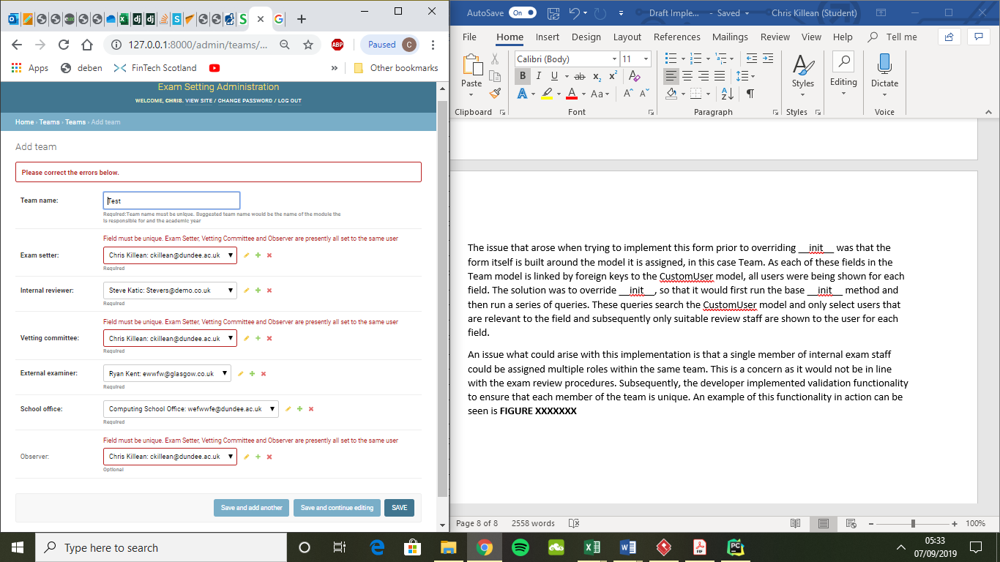 127.0.0.1:8000/admin/teams/...
ABP
Paused
C
Apps
deben
FinTech Scotland
»
Other bookmarks
Exam Setting Administration
WELCOME, CHRIS. VIEW SITE / CHANGE PASSWORD / LOG OUT
Home › Teams › Teams › Add team
Add team
Please correct the errors below.
Team name:
Test
Required:Team name must be unique. Suggested team name would be the name of the module the
is responsible for and the academic year
Field must be unique. Exam Setter, Vetting Committee and Observer are presently all set to the same user
Exam setter:
Chris Killean: ckillean@dundee.ac.uk
Required
Internal reviewer:
Steve Katic: Stevers@demo.co.uk
Required
Field must be unique. Exam Setter, Vetting Committee and Observer are presently all set to the same user
Vetting committee:
Chris Killean: ckillean@dundee.ac.uk
Required
External examiner:
Ryan Kent: ewwfw@glasgow.co.uk
Required
School office:
Computing School Office: wefwwfe@dundee.ac.uk
Required
Field must be unique. Exam Setter, Vetting Committee and Observer are presently all set to the same user
Observer:
Chris Killean: ckillean@dundee.ac.uk
Optional
Save and add another
Save and continue editing
SAVE
AutoSave On
Draft Imple... - Saved
Chris Killean (Student)
File Home Insert Design Layout References Mailings Review View Help Tell me
Paste
Calibri (Body) 11
B I U ab x₂ x²
A A Aa A A
Styles
Editing
Dictate
Clipboard Font Paragraph Styles Voice
The issue that arose when trying to implement this form prior to overriding __init__ was that the
form itself is built around the model it is assigned, in this case Team. As each of these fields in the
Team model is linked by foreign keys to the CustomUser model, all users were being shown for each
field. The solution was to override __init__, so that it would first run the base __init__ method and
then run a series of queries. These queries search the CustomUser model and only select users that
are relevant to the field and subsequently only suitable review staff are shown to the user for each
field.
An issue what could arise with this implementation is that a single member of internal exam staff
could be assigned multiple roles within the same team. This is a concern as it would not be in line
with the exam review procedures. Subsequently, the developer implemented validation functionality
to ensure that each member of the team is unique. An example of this functionality in action can be
seen is FIGURE XXXXXXX
Page 8 of 8 2558 words
100%
Type here to search
05:33
07/09/2019